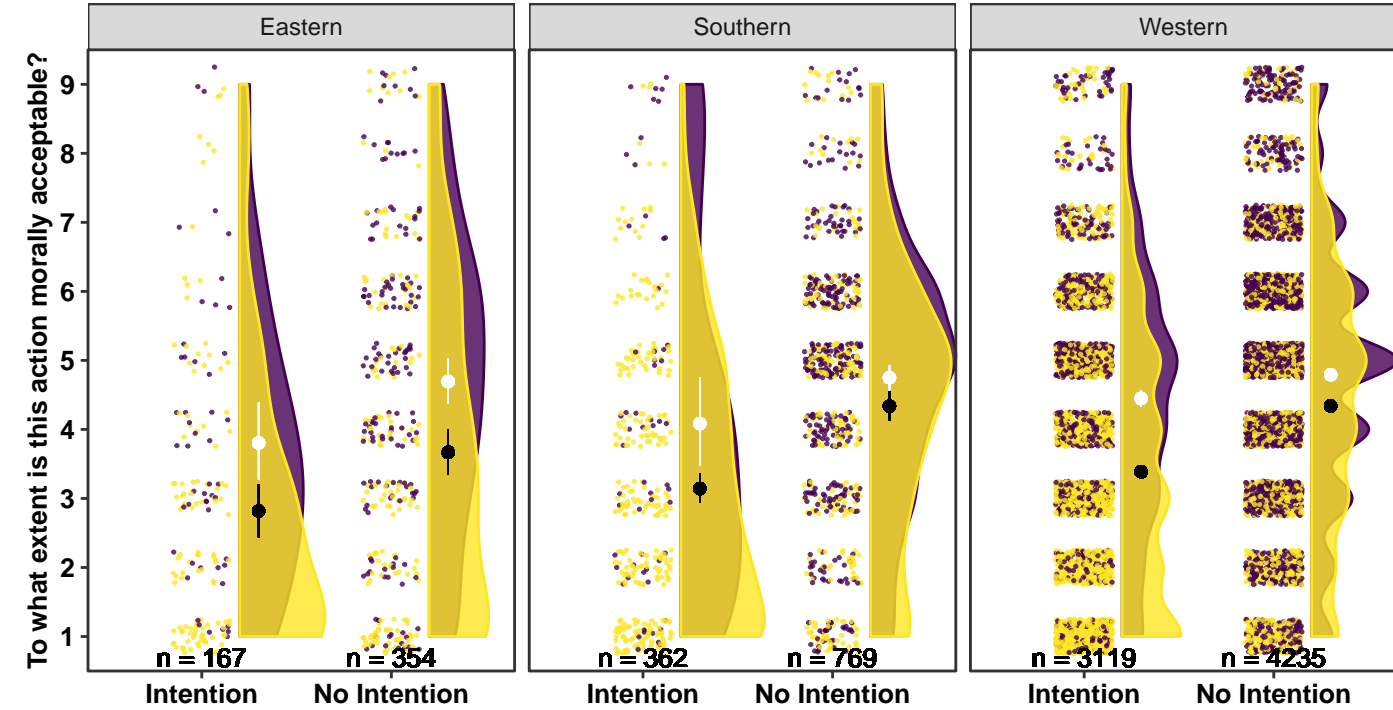 Eastern
Southern
Western
To what extent is this action morally acceptable?
9
8
7
6
5
4
3
2
1
n = 167
n = 354
n = 362
n = 769
n = 3119
n = 4235
Intention
No Intention
Intention
No Intention
Intention
No Intention